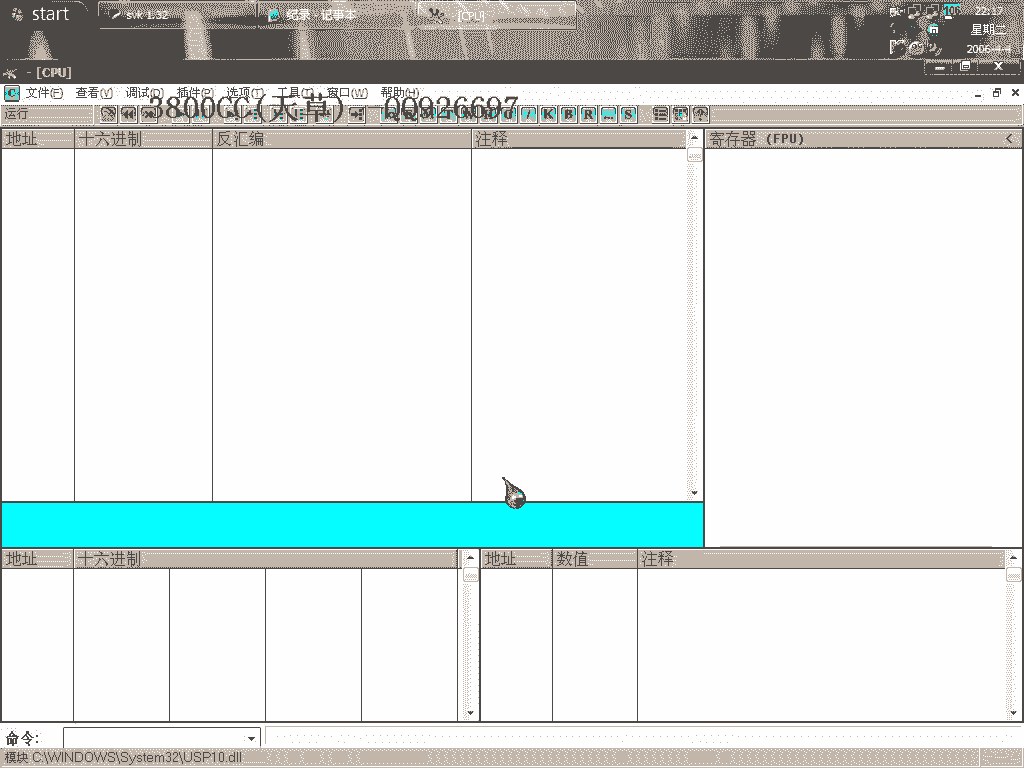 start
svk 1.32
纪录 - 记事本
[CPU]
108
22:17
星期二
2006-4-4
- [CPU]
C 文件(F) 查看(V) 调试(D) 插件(P) 选项(T) 工具(I) 窗口(W) 帮助(H)
3800CC(天草) QQ926697
运行
K B R ... S
地址 十六进制 反汇编 注释
寄存器 (FPU) <
地址 十六进制
地址 数值 注释
命令:
模块 C:\WINDOWS\System32\USP10.dll